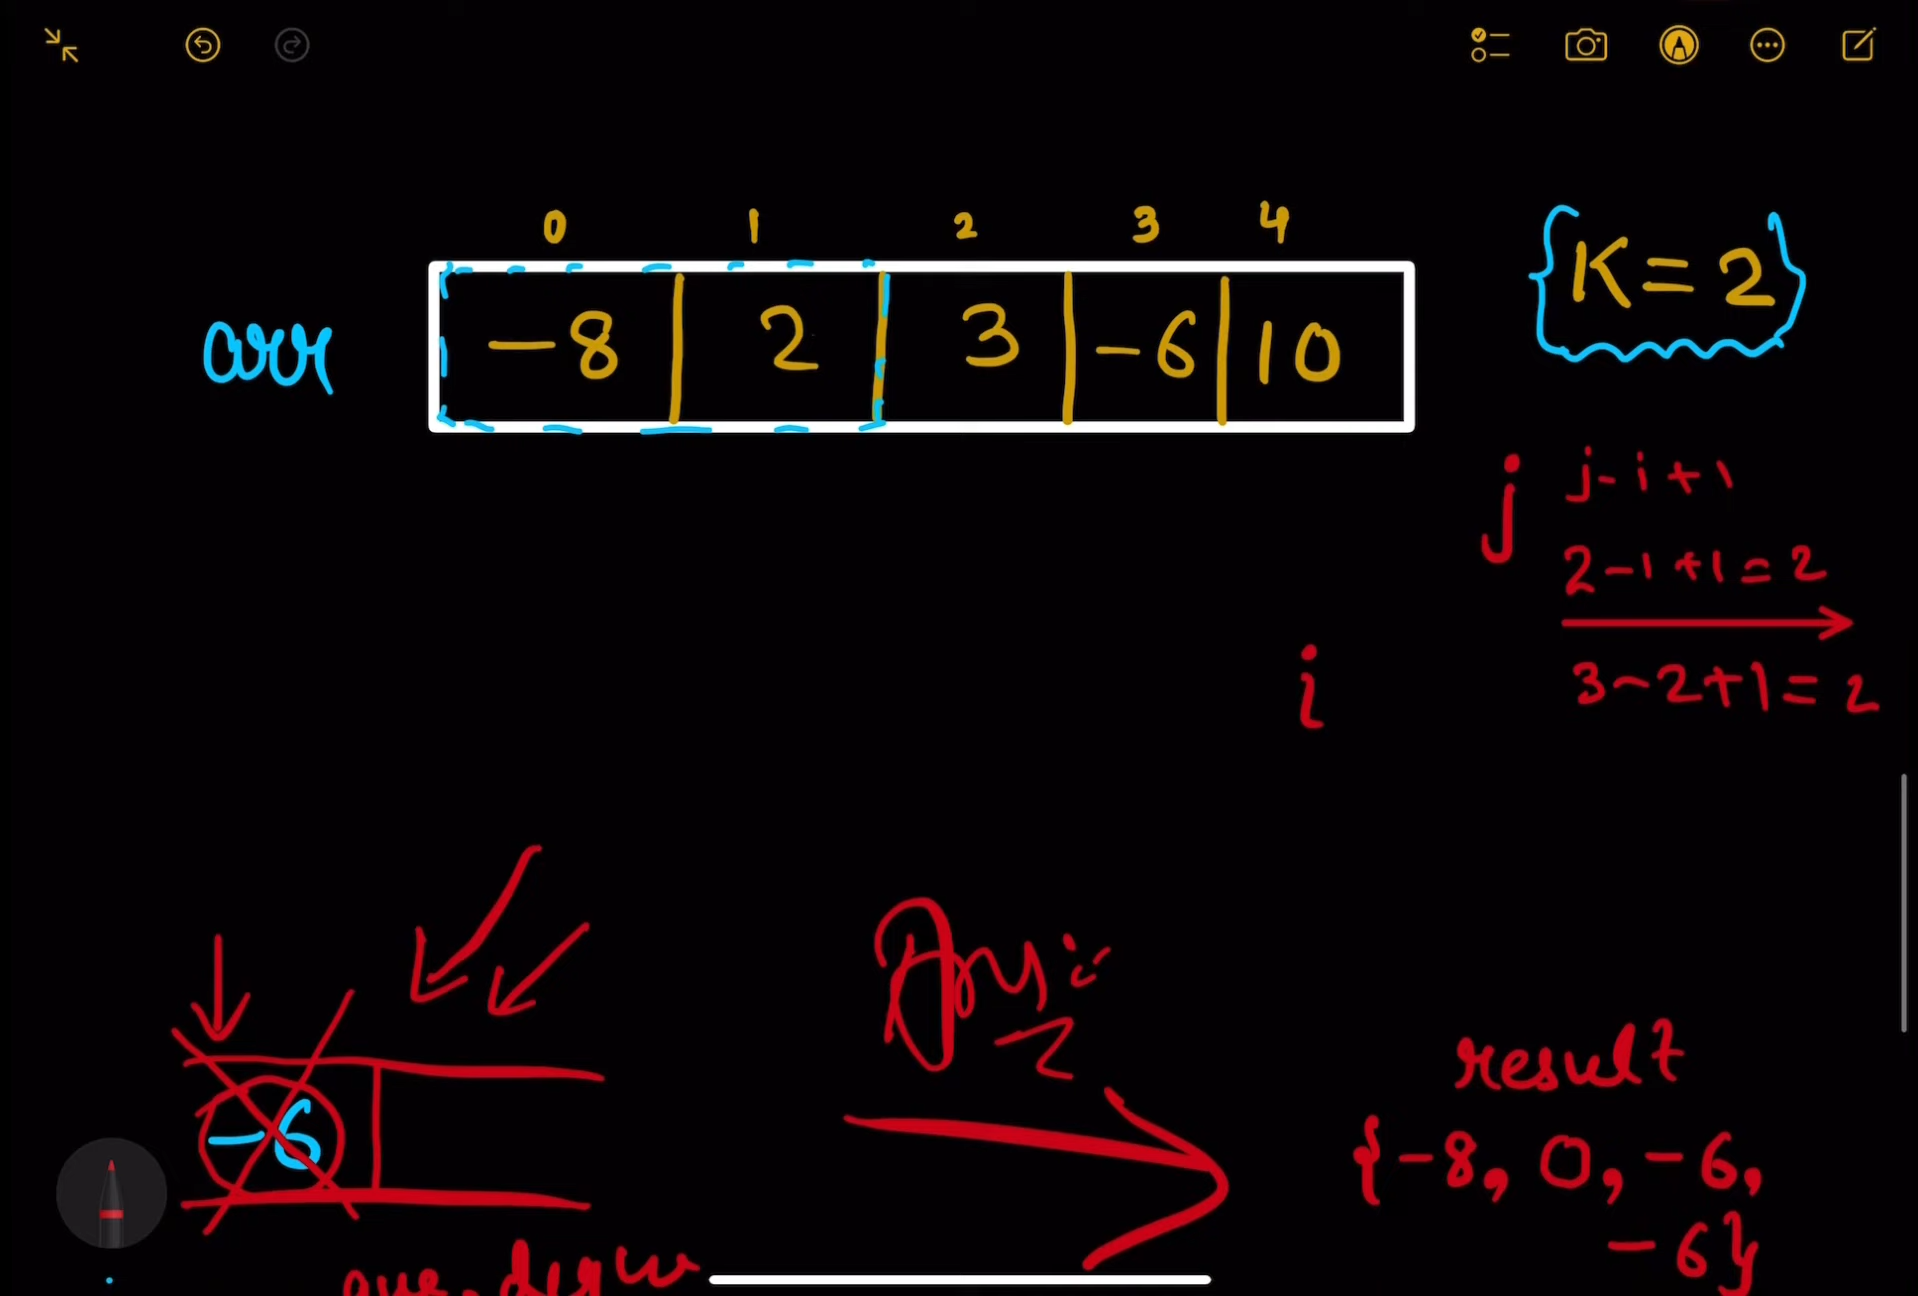 0 1 2 3 4
arr -8 2 3 -6 10
K = 2
j j - i + 1
2 - 1 + 1 = 2
i 3 - 2 + 1 = 2
result
-6 { -8, 0, -6,
-6 }